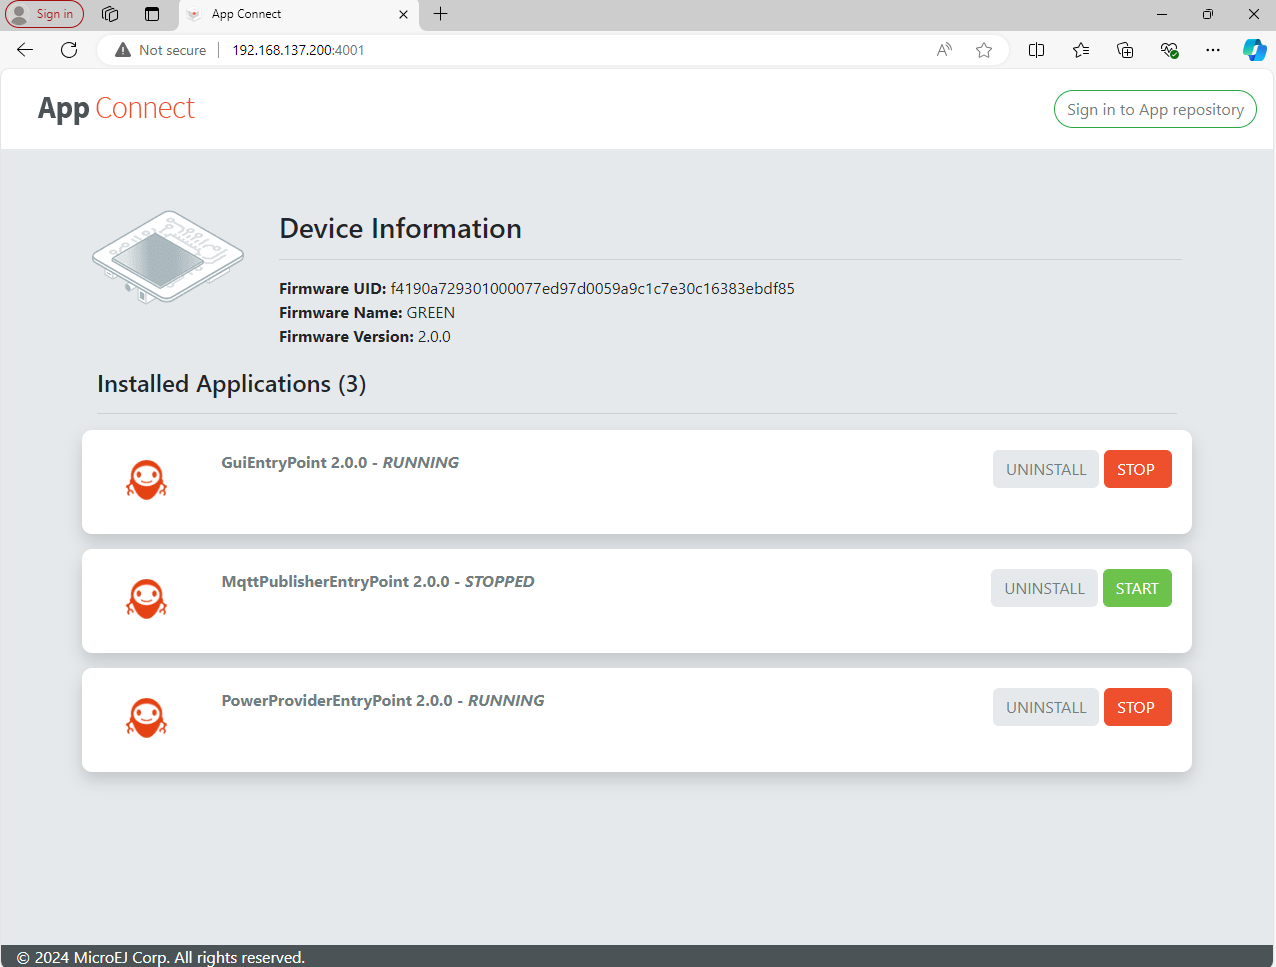 Sign in
App Connect
Not secure
192.168.137.200:4001
App Connect
Sign in to App repository
Device Information
Firmware UID: f4190a729301000077ed97d0059a9c1c7e30c16383ebdf85
Firmware Name: GREEN
Firmware Version: 2.0.0
Installed Applications (3)
GuiEntryPoint 2.0.0 - RUNNING
UNINSTALL STOP
MqttPublisherEntryPoint 2.0.0 - STOPPED
UNINSTALL START
PowerProviderEntryPoint 2.0.0 - RUNNING
UNINSTALL STOP
© 2024 MicroEJ Corp. All rights reserved.